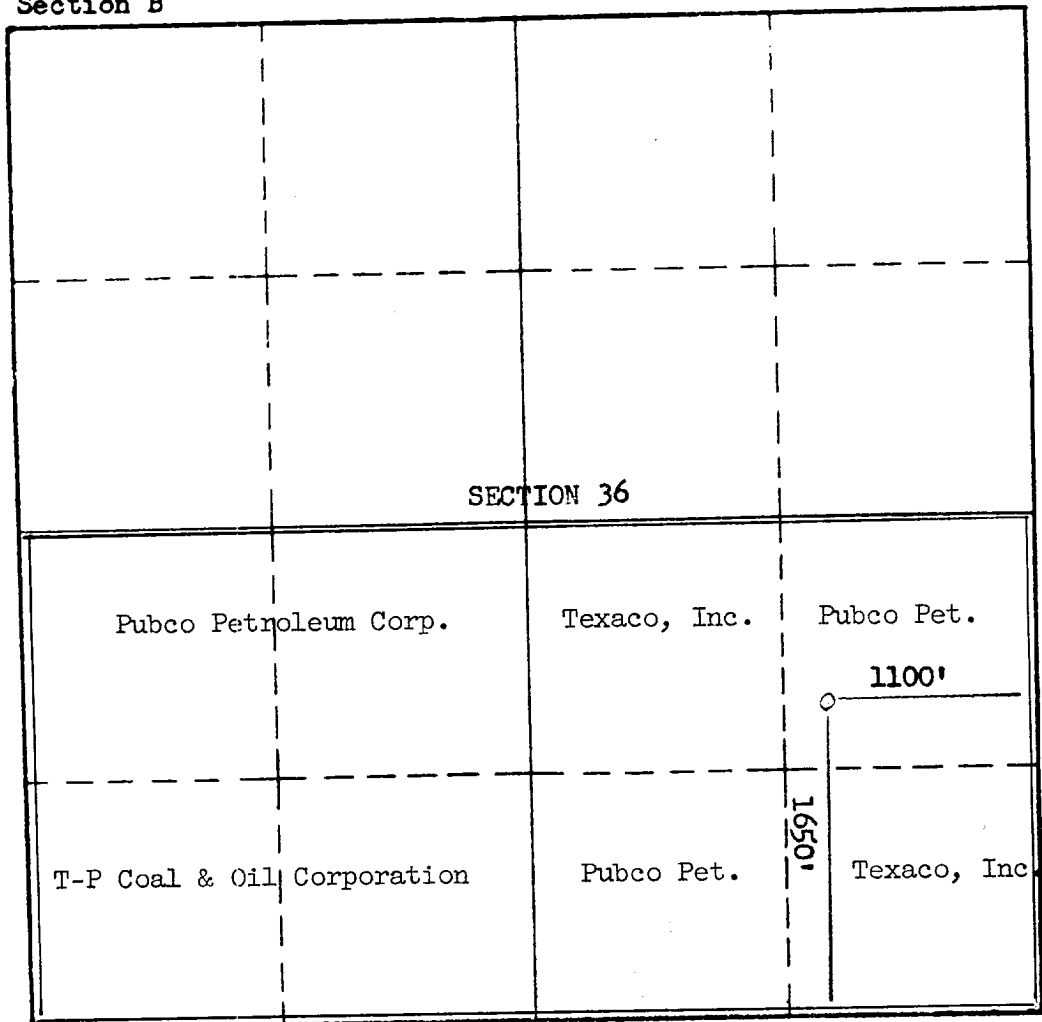 Section B
SECTION 36
Pubco Petroleum Corp.
Texaco, Inc.
Pubco Pet.
1100'
1650'
T-P Coal & Oil Corporation
Pubco Pet.
Texaco, Inc.